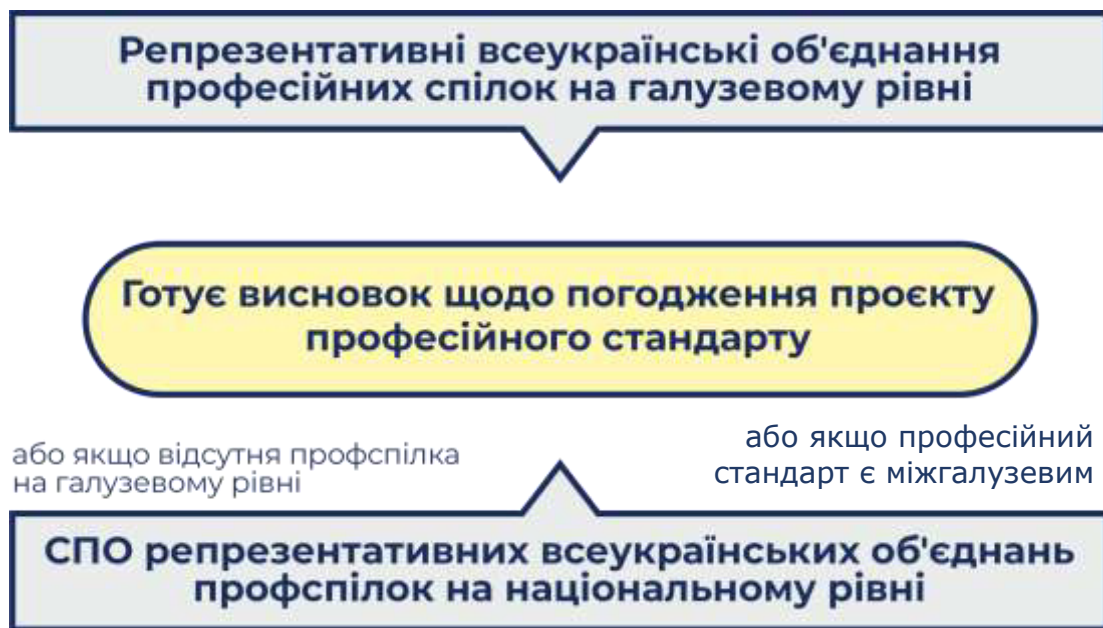 Репрезентативні всеукраїнські об'єднання
професійних спілок на галузевому рівні
Готує висновок щодо погодження проєкту
професійного стандарту
або якщо відсутня профспілка
на галузевому рівні
або якщо професійний
стандарт є міжгалузевим
СПО репрезентативних всеукраїнських об'єднань
профспілок на національному рівні